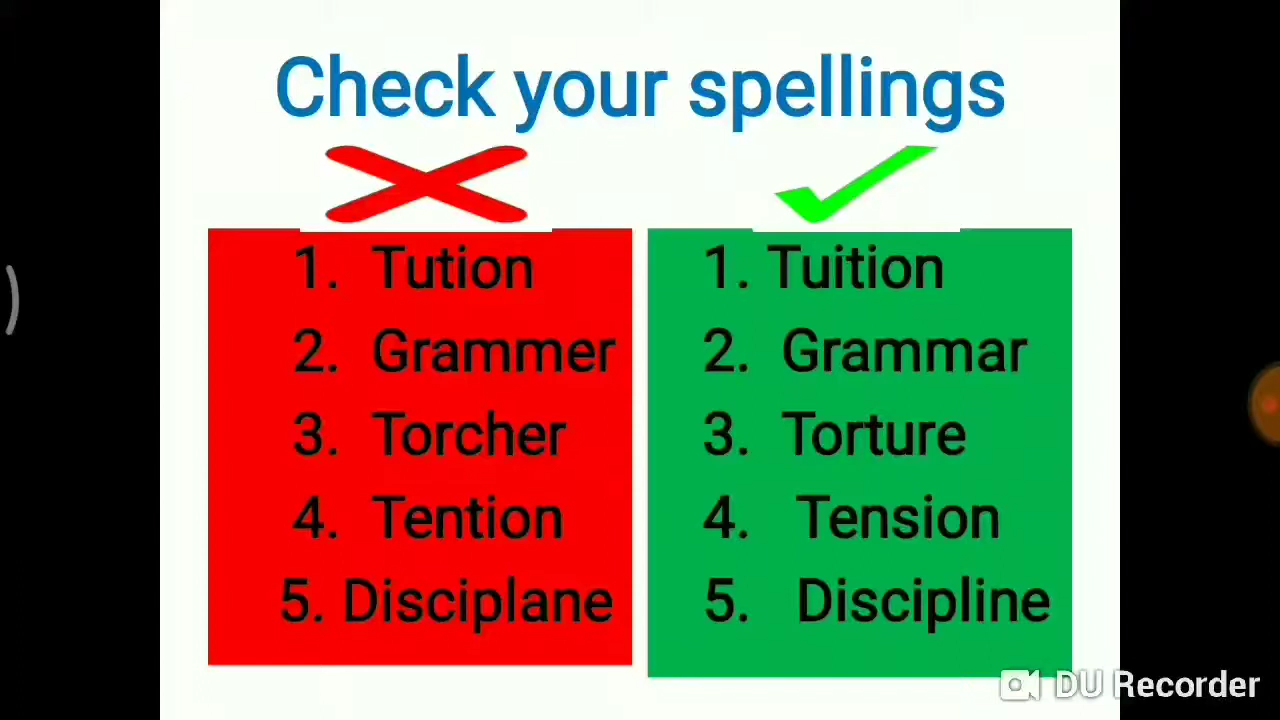 Check your spellings
1. Tution
2. Grammer
3. Torcher
4. Tention
5. Disciplane
1. Tuition
2. Grammar
3. Torture
4. Tension
5. Discipline
DU Recorder